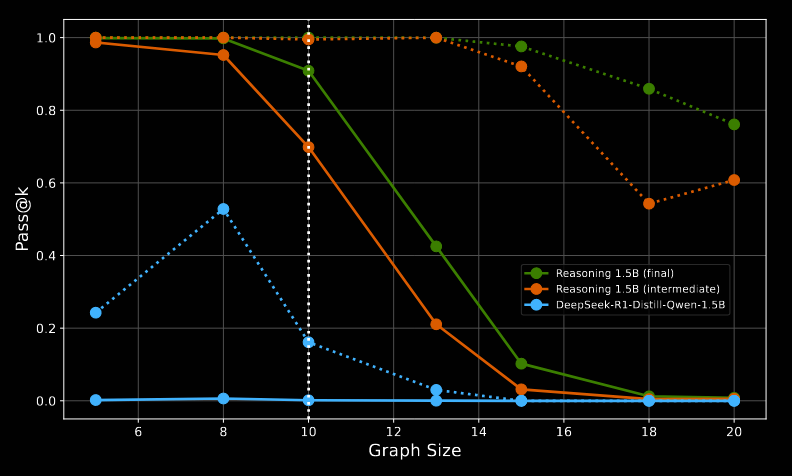 1.0
0.8
0.6
0.4
0.2
0.0
Pass@k
Reasoning 1.5B (final)
Reasoning 1.5B (intermediate)
DeepSeek-R1-Distill-Qwen-1.5B
6 8 10 12 14 16 18 20
Graph Size